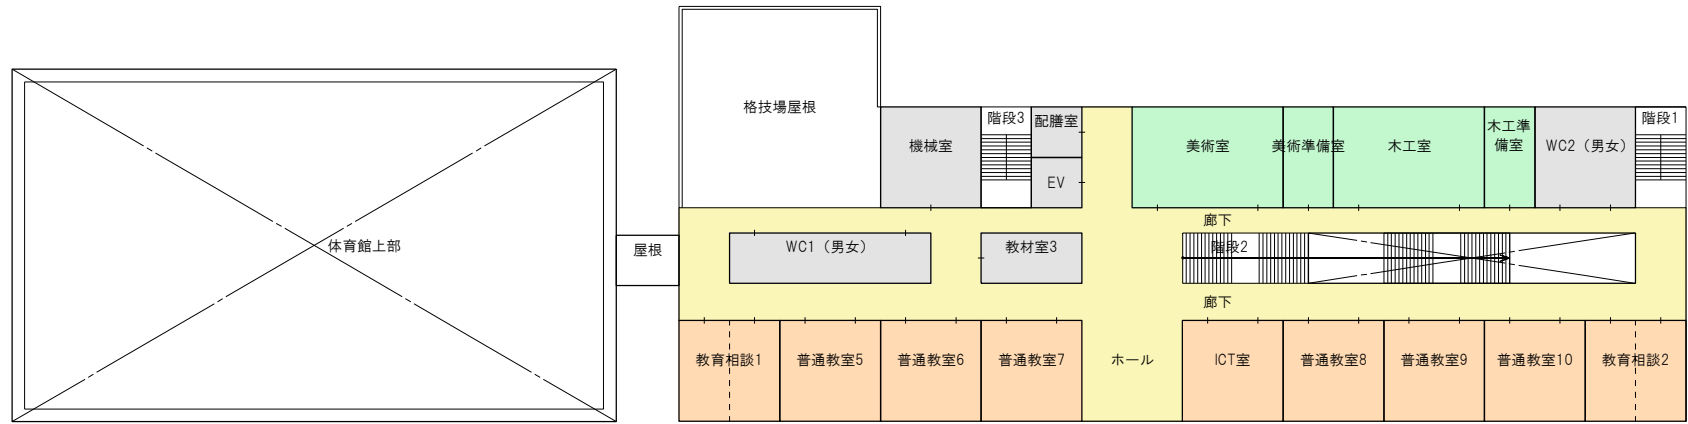 格技場屋根
階段3
配膳室
階段1
機械室
美術室
美術準備室
木工室
木工準
備室
WC2（男女）
EV
廊下
体育館上部
屋根
WC1（男女）
教材室3
階段2
廊下
教育相談1
普通教室5
普通教室6
普通教室7
ホール
ICT室
普通教室8
普通教室9
普通教室10
教育相談2